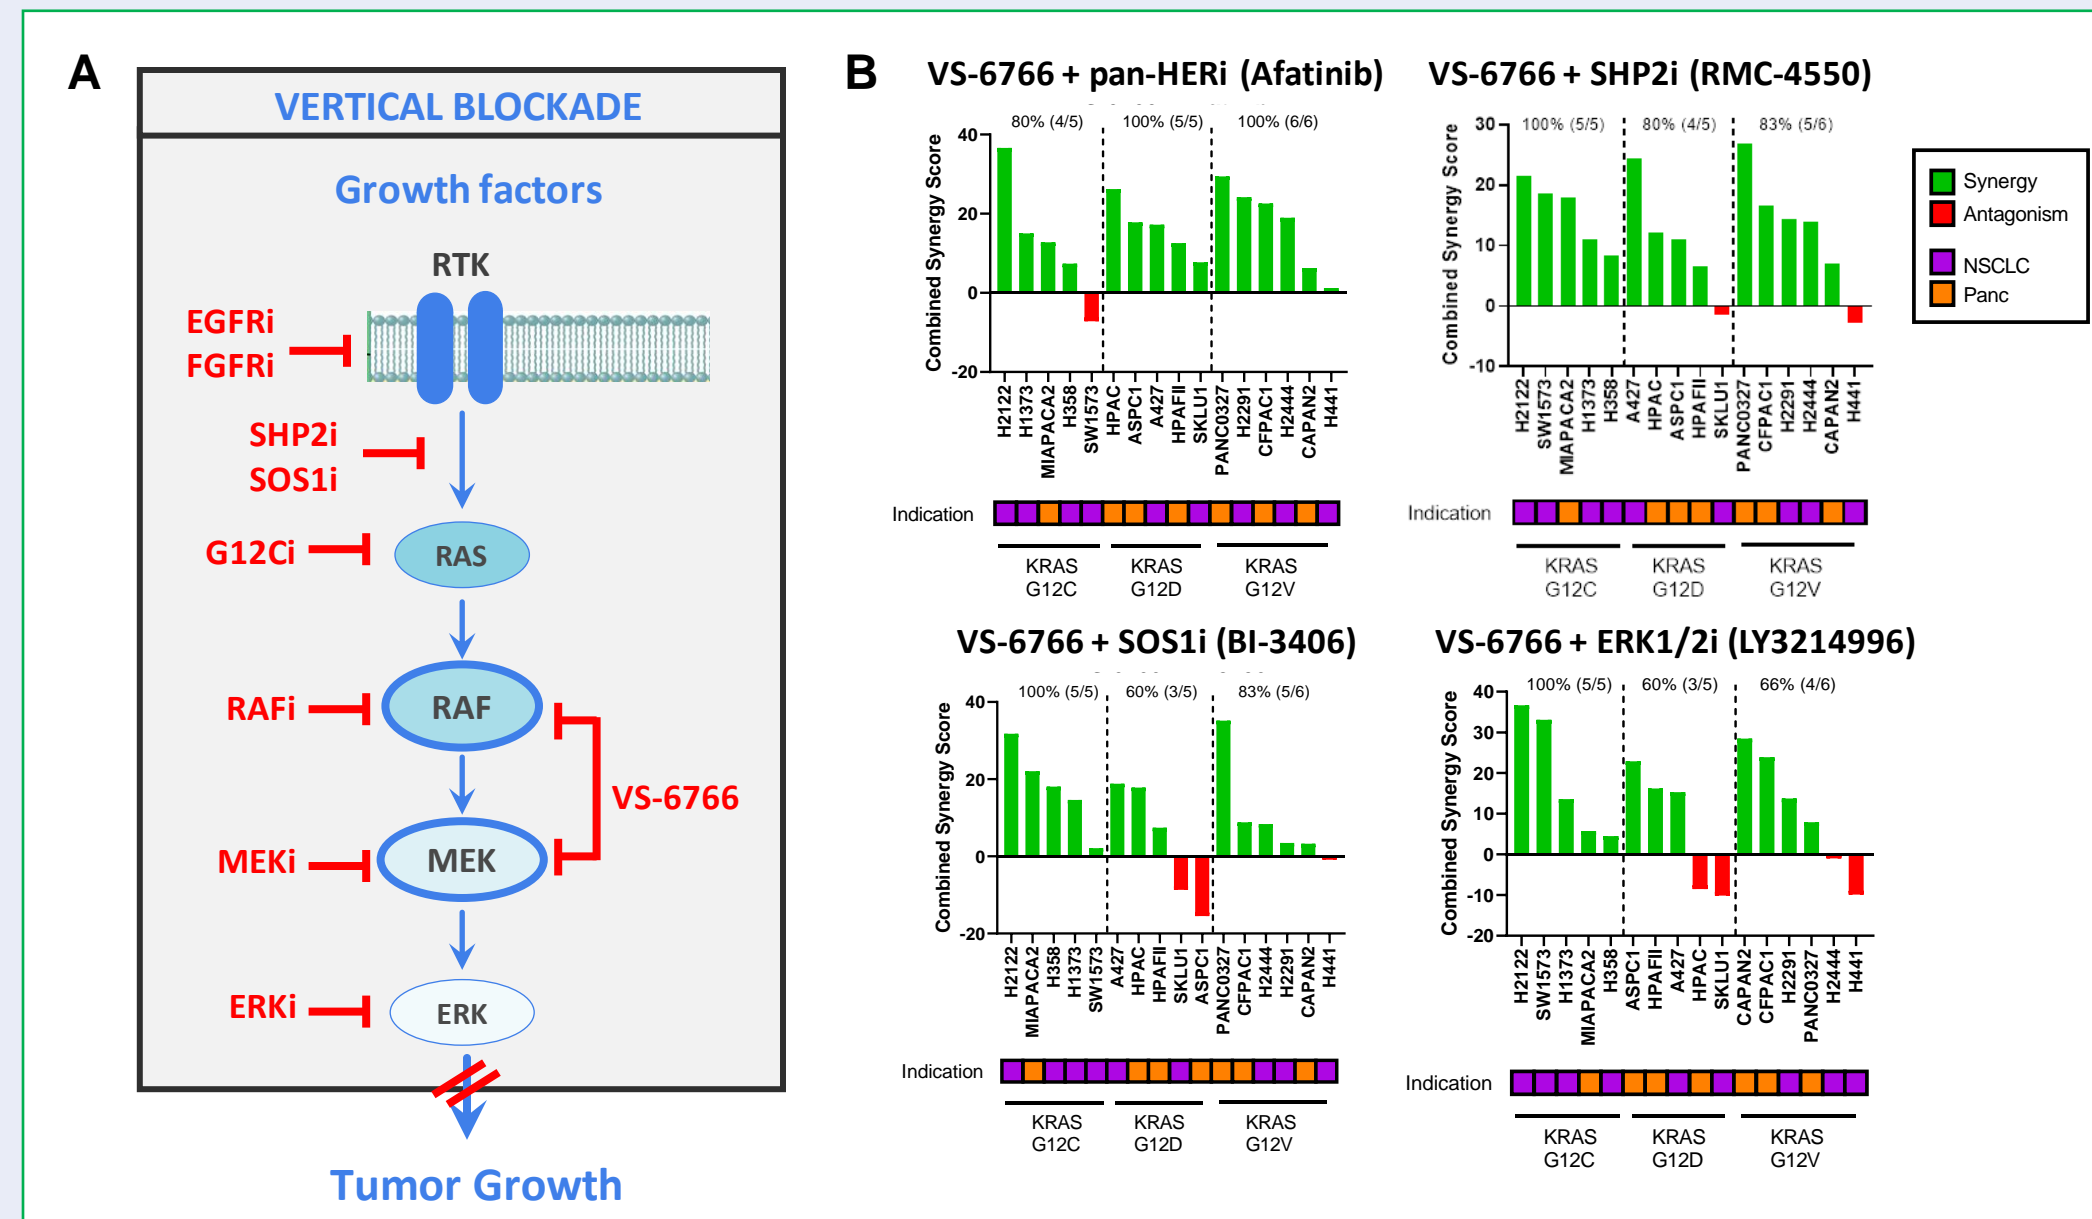 A
VERTICAL BLOCKADE
Growth factors
RTK
EGFRi
FGFRi
SHP2i
SOS1i
G12Ci
RAS
RAFi
RAF
VS-6766
MEKi
MEK
ERKi
ERK
Tumor Growth
B
VS-6766 + pan-HERi (Afatinib)
80% (4/5) 100% (5/5) 100% (6/6)
Combined Synergy Score
40
20
0
-20
H2122 H1373 MIAPACA2 H358 SW1573 HPAC ASPC1 A427 HPAFII SKLU1 PANC0327 H2291 CFPAC1 H2444 CAPAN2 H441
Indication
KRAS G12C
KRAS G12D
KRAS G12V
VS-6766 + SHP2i (RMC-4550)
100% (5/5) 80% (4/5) 83% (5/6)
Combined Synergy Score
30
20
10
0
-10
H2122 SW1573 MIAPACA2 H1373 H358 A427 HPAC ASPC1 HPAFII SKLU1 PANC0327 CFPAC1 H2291 H2444 CAPAN2 H441
Indication
KRAS G12C
KRAS G12D
KRAS G12V
Synergy
Antagonism
NSCLC
Panc
VS-6766 + SOS1i (BI-3406)
100% (5/5) 60% (3/5) 83% (5/6)
Combined Synergy Score
40
20
0
-20
H2122 MIAPACA2 H358 H1373 SW1573 A427 HPAC HPAFII SKLU1 ASPC1 PANC0327 CFPAC1 H2444 H2291 CAPAN2 H441
Indication
KRAS G12C
KRAS G12D
KRAS G12V
VS-6766 + ERK1/2i (LY3214996)
100% (5/5) 60% (3/5) 66% (4/6)
Combined Synergy Score
40
30
20
10
0
-10
-20
H2122 SW1573 H1373 MIAPACA2 H358 ASPC1 HPAFII A427 HPAC SKLU1 CAPAN2 CFPAC1 H2291 PANC0327 H2444 H441
Indication
KRAS G12C
KRAS G12D
KRAS G12V